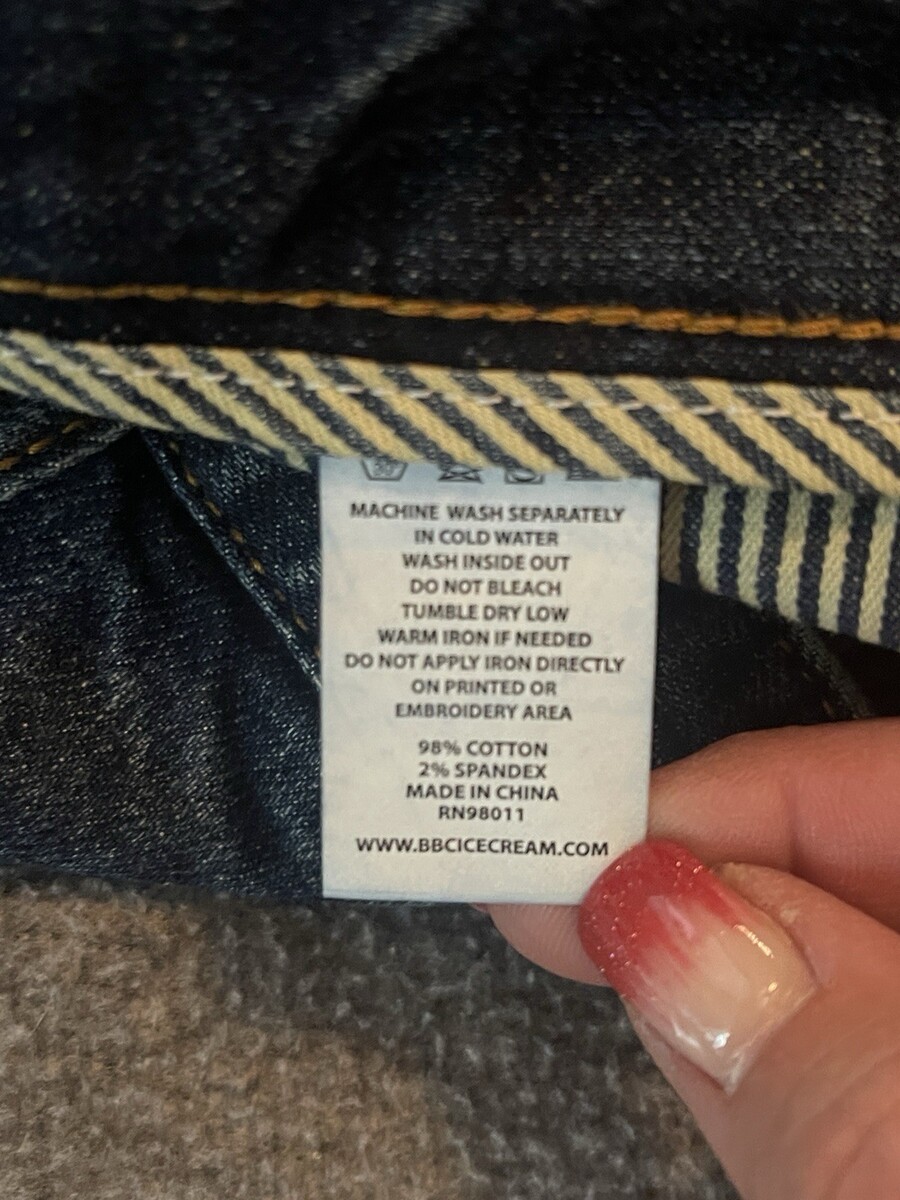 MACHINE WASH SEPARATELY
IN COLD WATER
WASH INSIDE OUT
DO NOT BLEACH
TUMBLE DRY LOW
WARM IRON IF NEEDED
DO NOT APPLY IRON DIRECTLY
ON PRINTED OR
EMBROIDERY AREA
98% COTTON
2% SPANDEX
MADE IN CHINA
RN98011
WWW.BBCICECREAM.COM